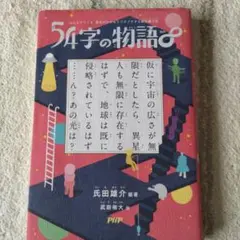 54字の物語∞
仮に宇宙の広さが無
限だとしたら、異星
人も無限に存在する
はずで、地球は既に
侵略されているはず
……ん？あの光は？
氏田雄介 編著
武田侑大 絵
PHP